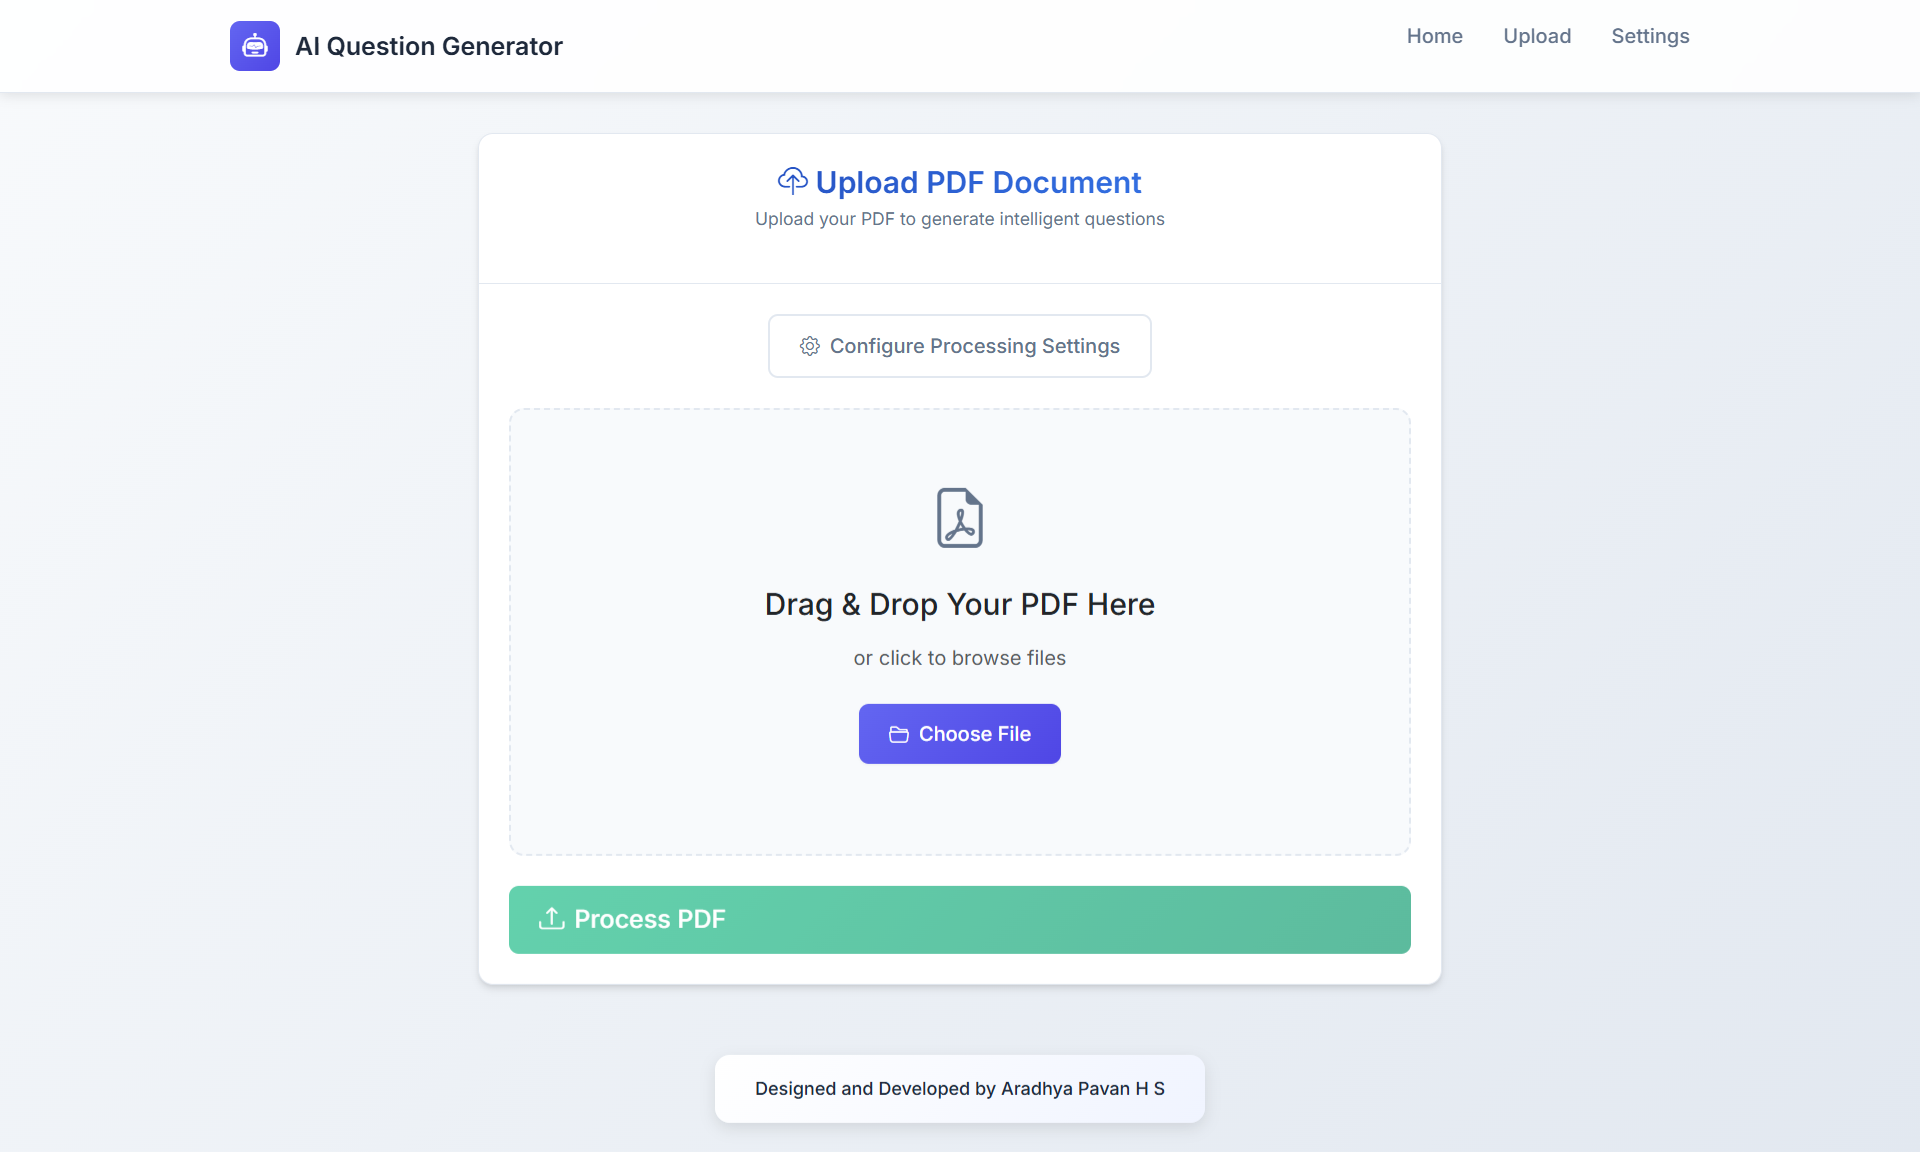 AI Question Generator
Home
Upload
Settings
Upload PDF Document
Upload your PDF to generate intelligent questions
Configure Processing Settings
Drag & Drop Your PDF Here
or click to browse files
Choose File
Process PDF
Designed and Developed by Aradhya Pavan H S